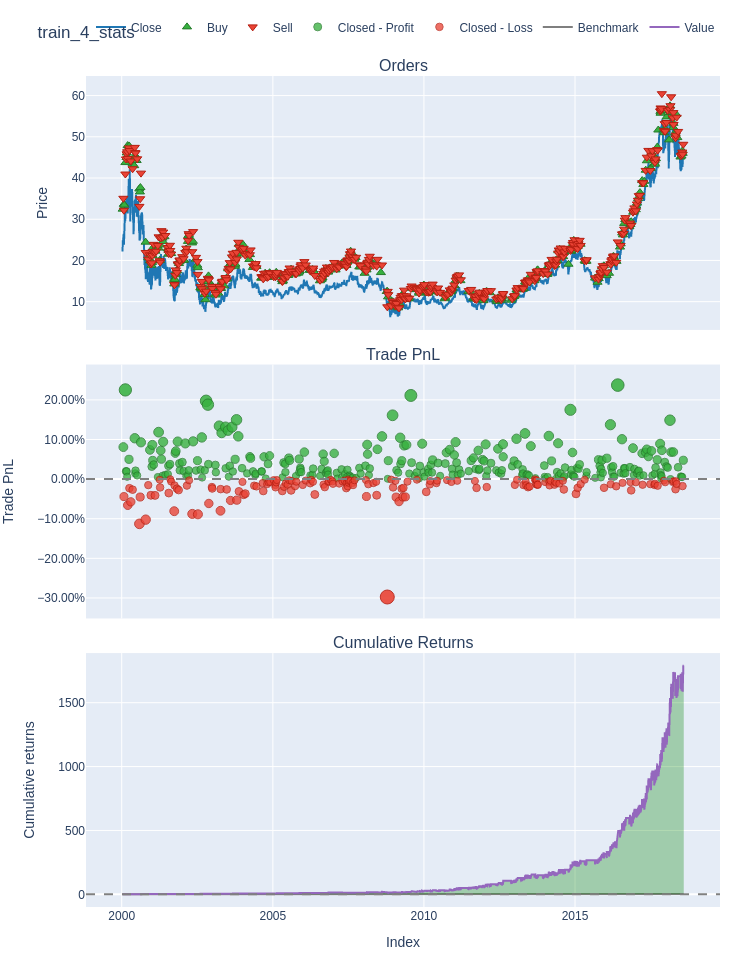 train_4_stats
Close Buy Sell Closed - Profit Closed - Loss Benchmark Value
Orders
Price
60
50
40
30
20
10
Trade PnL
Trade PnL
20.00%
10.00%
0.00%
−10.00%
−20.00%
−30.00%
Cumulative Returns
Cumulative returns
1500
1000
500
0
2000 2005 2010 2015
Index